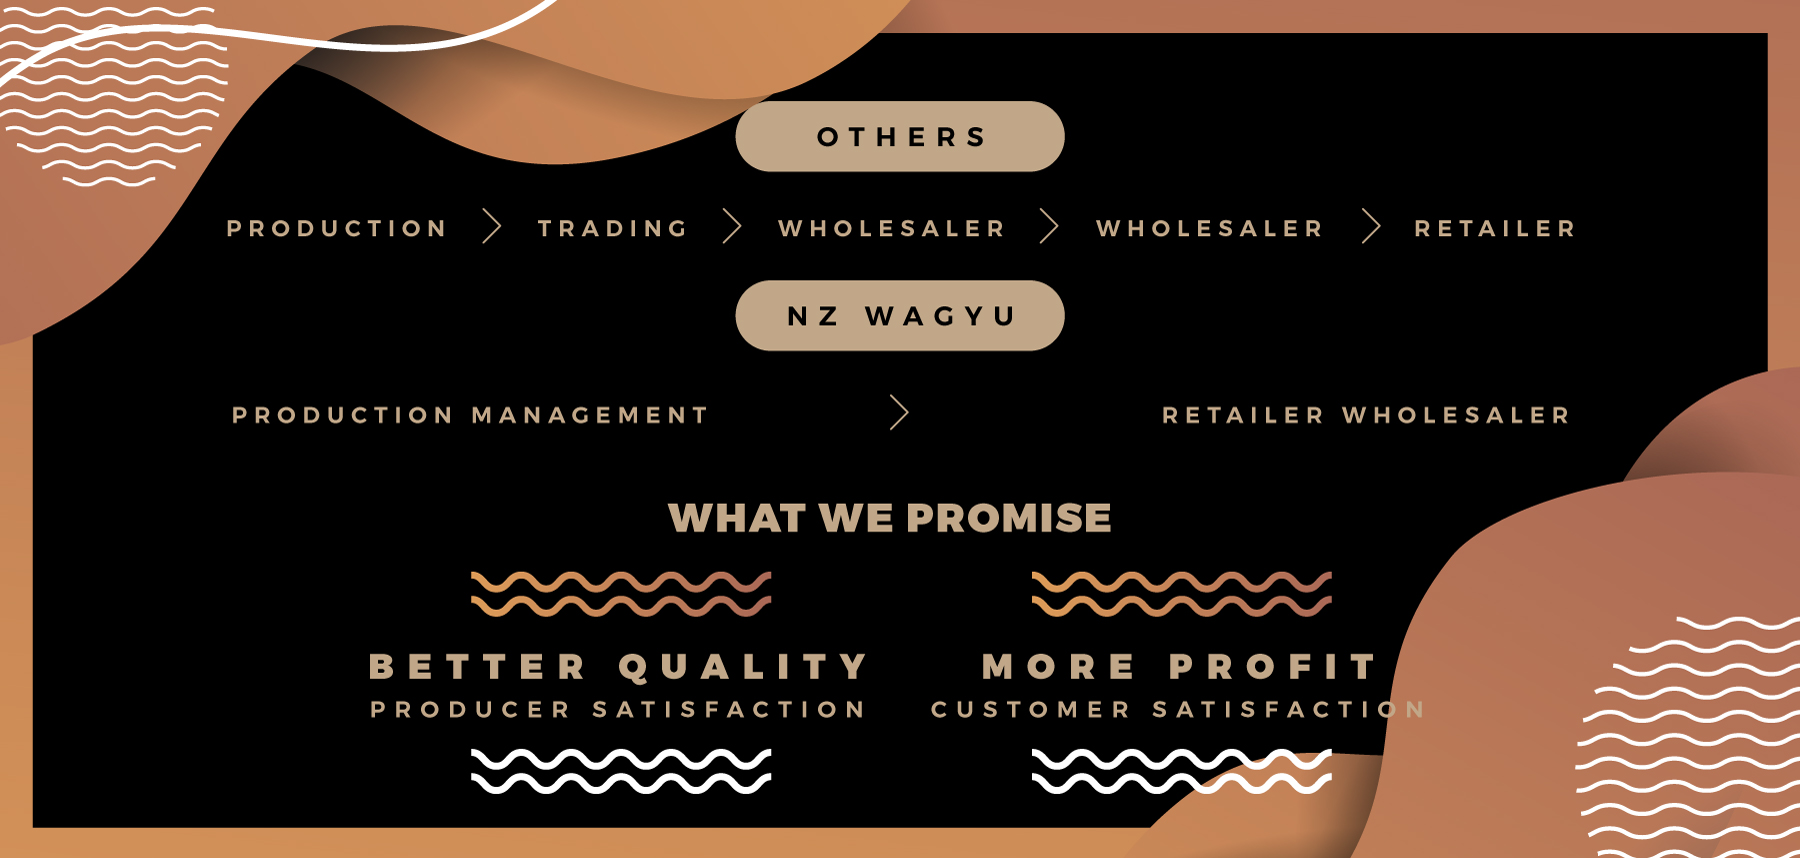 OTHERS
PRODUCTION TRADING WHOLESALER WHOLESALER RETAILER
NZ WAGYU
PRODUCTION MANAGEMENT RETAILER WHOLESALER
WHAT WE PROMISE
BETTER QUALITY MORE PROFIT
PRODUCER SATISFACTION CUSTOMER SATISFACTION